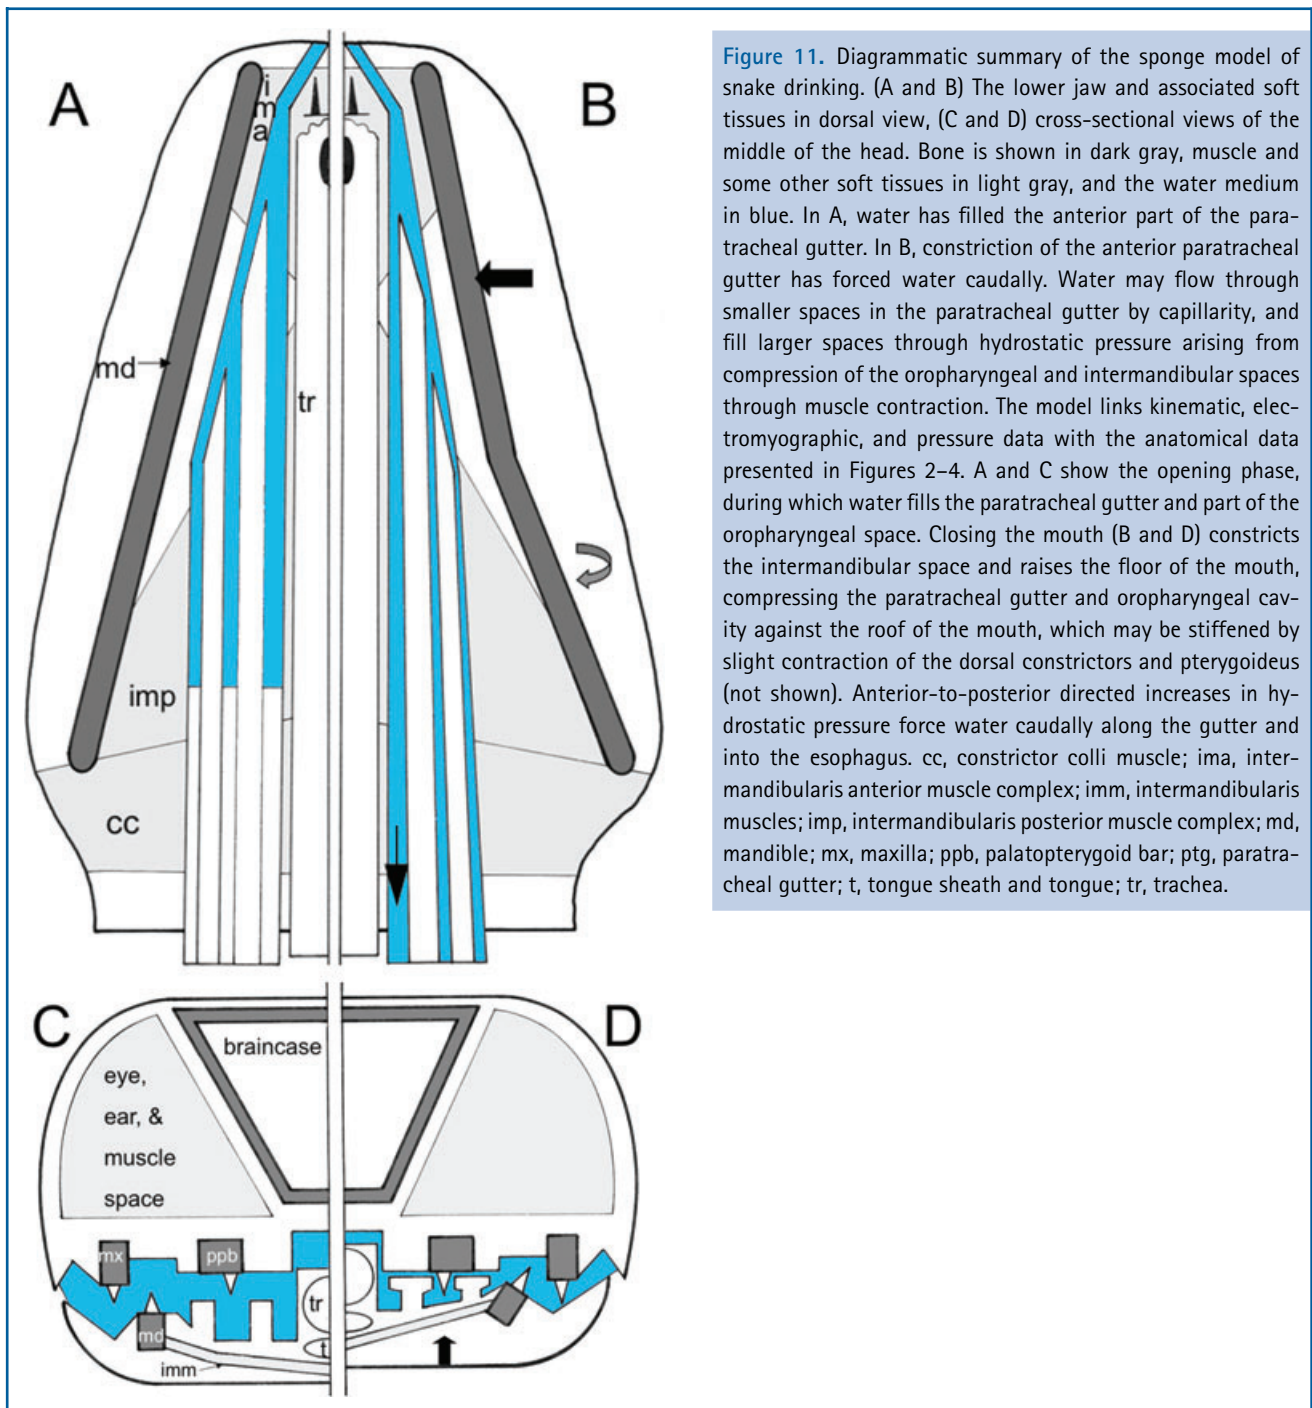 A
B
i
m
a
md
tr
imp
cc
C
D
braincase
eye,
ear, &
muscle
space
mx
ppb
tr
md
t
imm
Figure 11. Diagrammatic summary of the sponge model of
snake drinking. (A and B) The lower jaw and associated soft
tissues in dorsal view, (C and D) cross-sectional views of the
middle of the head. Bone is shown in dark gray, muscle and
some other soft tissues in light gray, and the water medium
in blue. In A, water has filled the anterior part of the para-
tracheal gutter. In B, constriction of the anterior paratracheal
gutter has forced water caudally. Water may flow through
smaller spaces in the paratracheal gutter by capillarity, and
fill larger spaces through hydrostatic pressure arising from
compression of the oropharyngeal and intermandibular spaces
through muscle contraction. The model links kinematic, elec-
tromyographic, and pressure data with the anatomical data
presented in Figures 2–4. A and C show the opening phase,
during which water fills the paratracheal gutter and part of the
oropharyngeal space. Closing the mouth (B and D) constricts
the intermandibular space and raises the floor of the mouth,
compressing the paratracheal gutter and oropharyngeal cav-
ity against the roof of the mouth, which may be stiffened by
slight contraction of the dorsal constrictors and pterygoideus
(not shown). Anterior-to-posterior directed increases in hy-
drostatic pressure force water caudally along the gutter and
into the esophagus. cc, constrictor colli muscle; ima, inter-
mandibularis anterior muscle complex; imm, intermandibularis
muscles; imp, intermandibularis posterior muscle complex; md,
mandible; mx, maxilla; ppb, palatopterygoid bar; ptg, paratra-
cheal gutter; t, tongue sheath and tongue; tr, trachea.